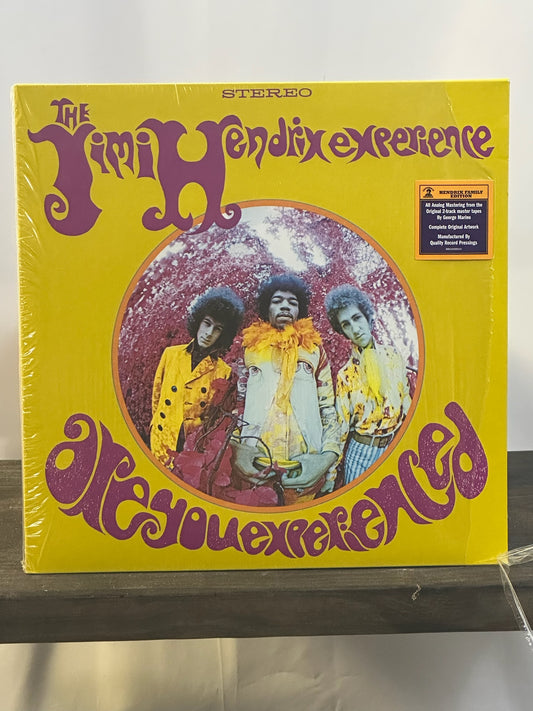 STEREO
THE
Jimi Hendrix experience
HENDRIX FAMILY
EDITION
All Analog Mastering from the
Original 2-track master tapes
By George Marino
Complete Original Artwork
Manufactured By
Quality Record Pressings
are you experienced